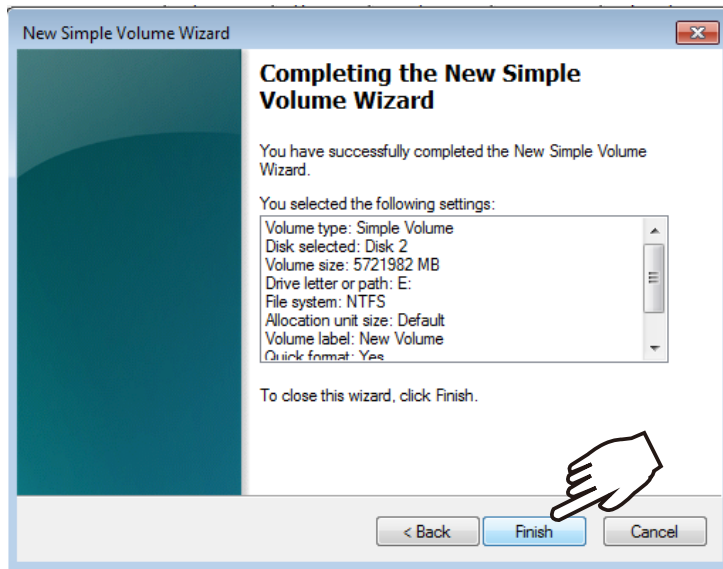 New Simple Volume Wizard
Completing the New Simple
Volume Wizard
You have successfully completed the New Simple Volume
Wizard.
You selected the following settings:
Volume type: Simple Volume
Disk selected: Disk 2
Volume size: 5721982 MB
Drive letter or path: E:
File system: NTFS
Allocation unit size: Default
Volume label: New Volume
Quick format: Yes
To close this wizard, click Finish.
< Back
Finish
Cancel